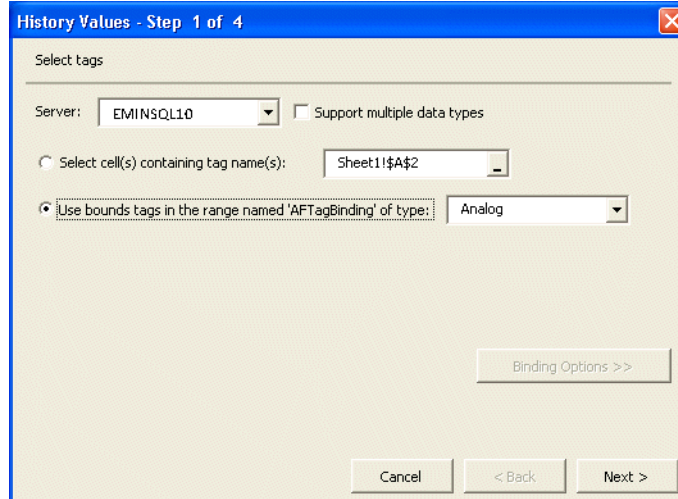 History Values - Step 1 of 4
Select tags
Server: EMINSQL10 Support multiple data types
Select cell(s) containing tag name(s): Sheet1!$A$2 _
Use bounds tags in the range named 'AFTagBinding' of type: Analog
Binding Options >>
Cancel < Back Next >